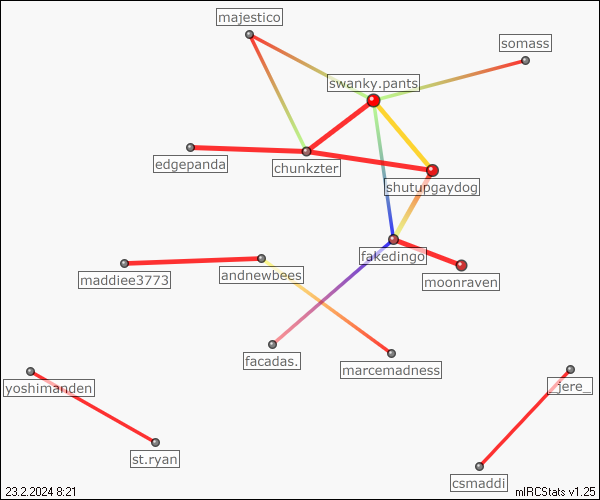 majestico
somass
swanky.pants
edgepanda
chunkzter
shutupgaydog
fakedingo
maddiee3773
andnewbees
moonraven
facadas.
marcemadness
yoshimanden
_jere_
st.ryan
csmaddi
23.2.2024 8:21
mIRCStats v1.25